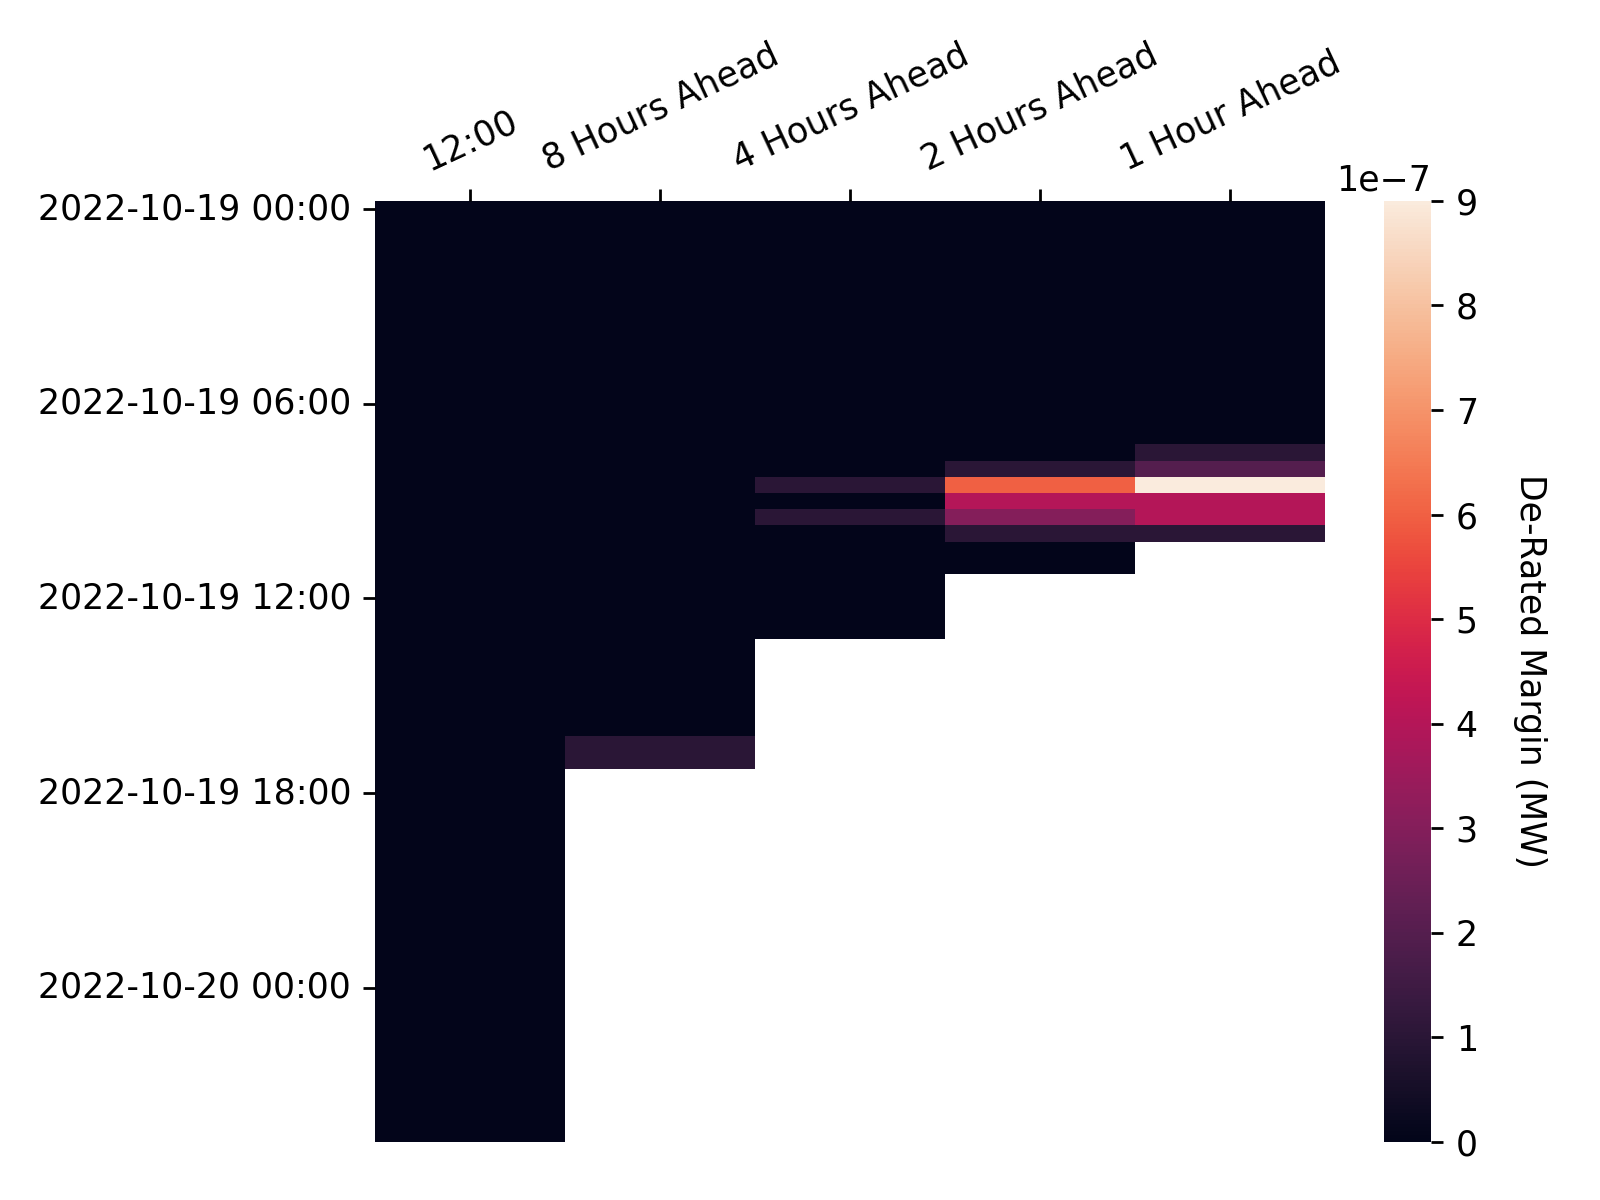 12:00
8 Hours Ahead
4 Hours Ahead
2 Hours Ahead
1 Hour Ahead
2022-10-19 00:00
2022-10-19 06:00
2022-10-19 12:00
2022-10-19 18:00
2022-10-20 00:00
1e−7
9
8
7
6
5
4
3
2
1
0
De-Rated Margin (MW)